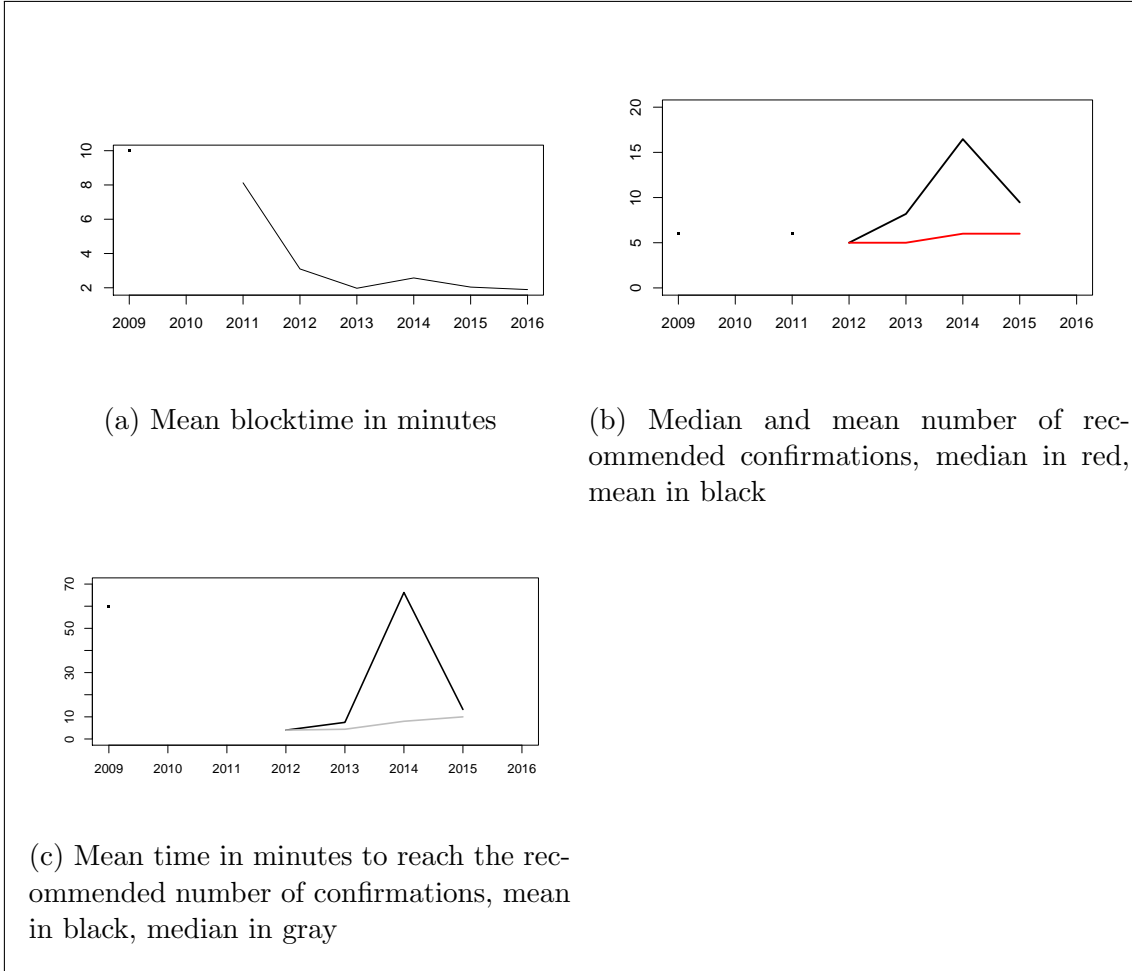 10
8
6
4
2
2009 2010 2011 2012 2013 2014 2015 2016
(a) Mean blocktime in minutes
20
15
10
5
0
2009 2010 2011 2012 2013 2014 2015 2016
(b) Median and mean number of rec-
ommended confirmations, median in red,
mean in black
70
50
30
10
0
2009 2010 2011 2012 2013 2014 2015 2016
(c) Mean time in minutes to reach the rec-
ommended number of confirmations, mean
in black, median in gray